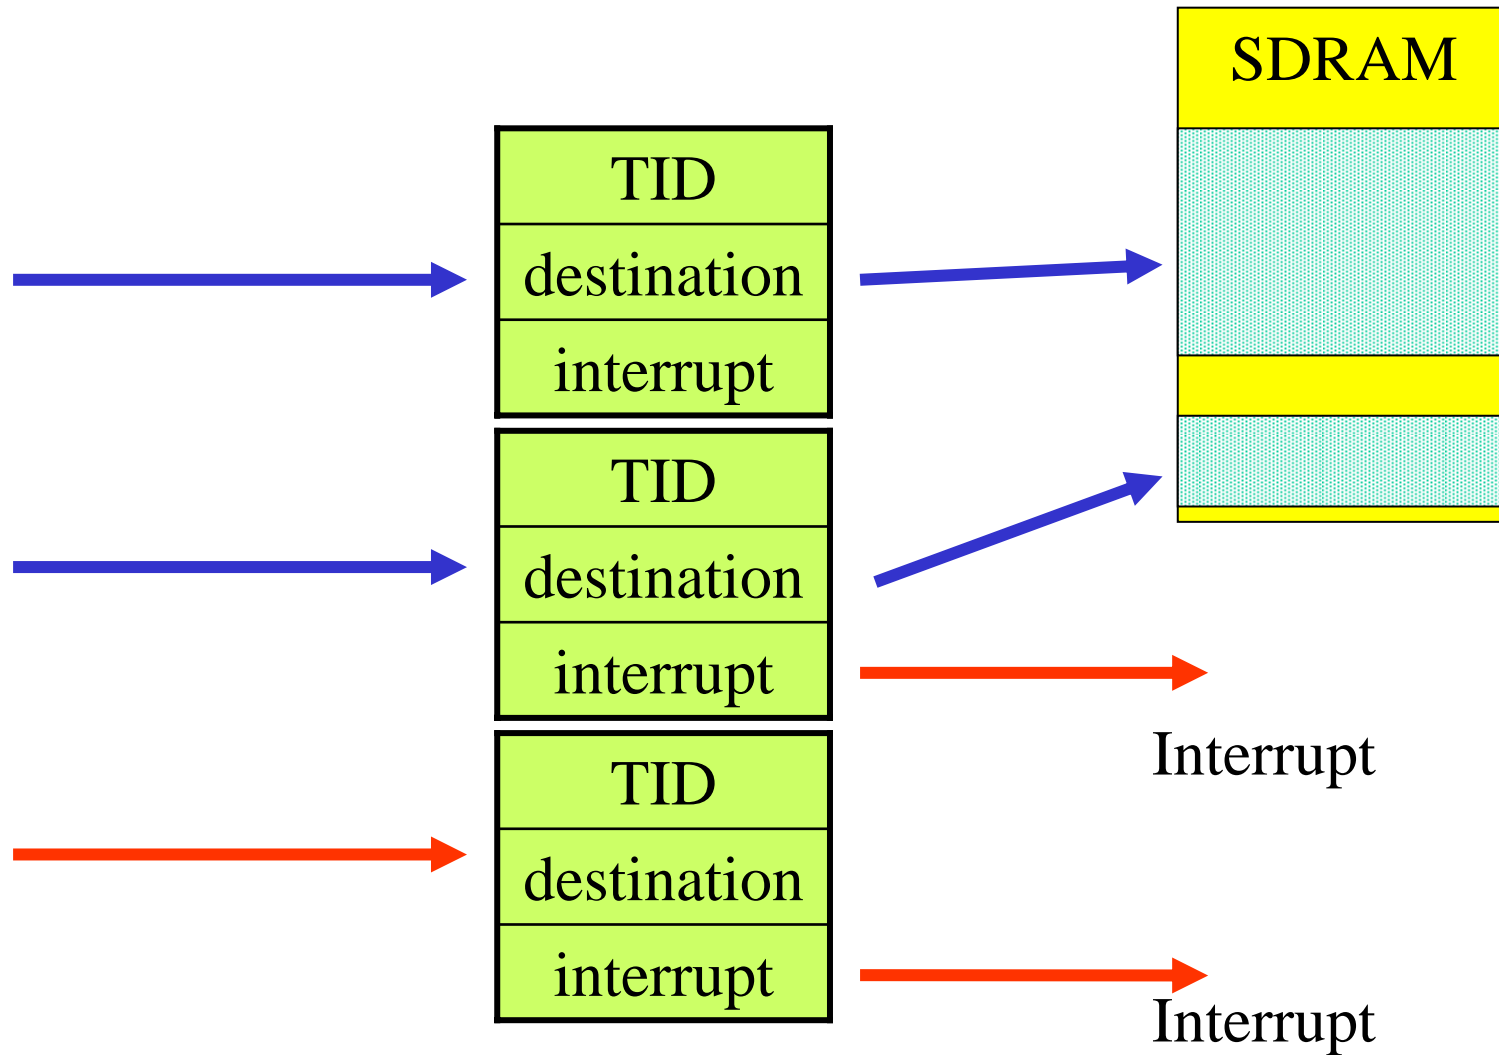 SDRAM
TID
destination
interrupt
TID
destination
interrupt
Interrupt
TID
destination
interrupt
Interrupt